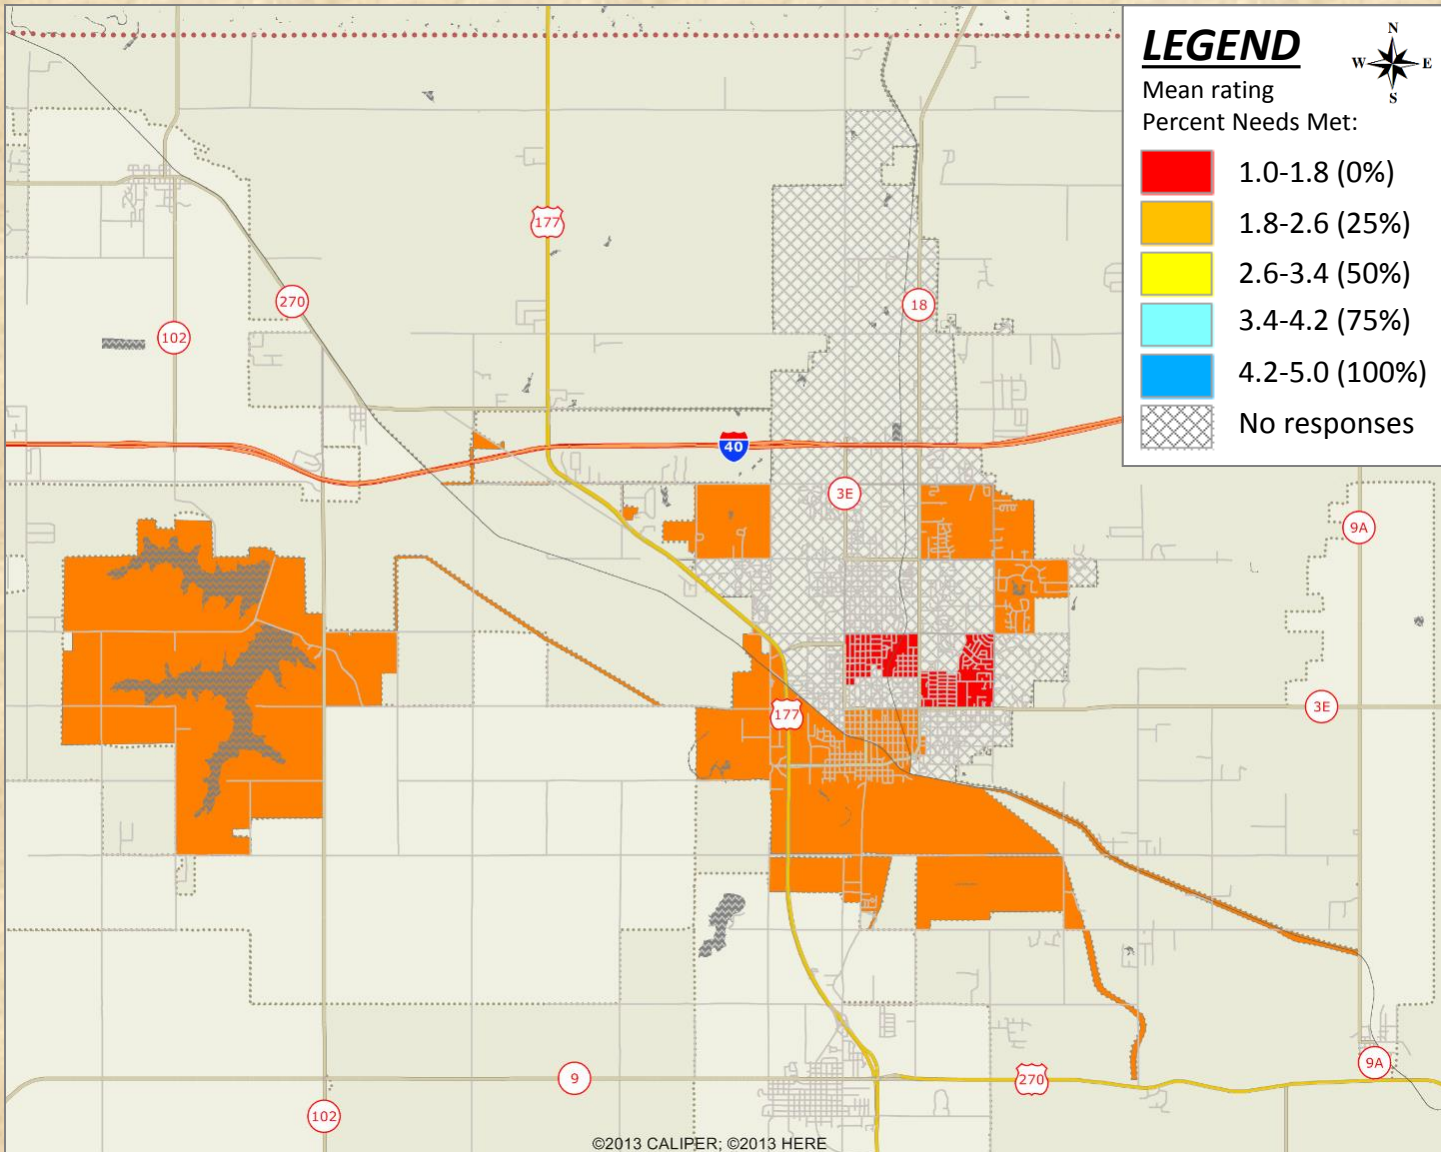 LEGEND
N
W E
S
Mean rating
Percent Needs Met:
1.0-1.8 (0%)
1.8-2.6 (25%)
2.6-3.4 (50%)
3.4-4.2 (75%)
4.2-5.0 (100%)
No responses
177
270
18
102
40
3E
9A
3E
177
9
270
9A
102
©2013 CALIPER; ©2013 HERE